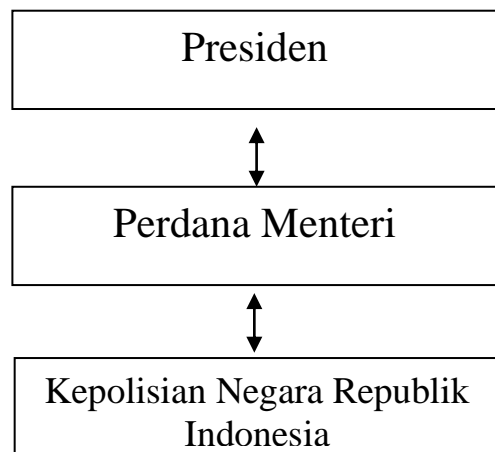 Presiden
Perdana Menteri
Kepolisian Negara Republik
Indonesia